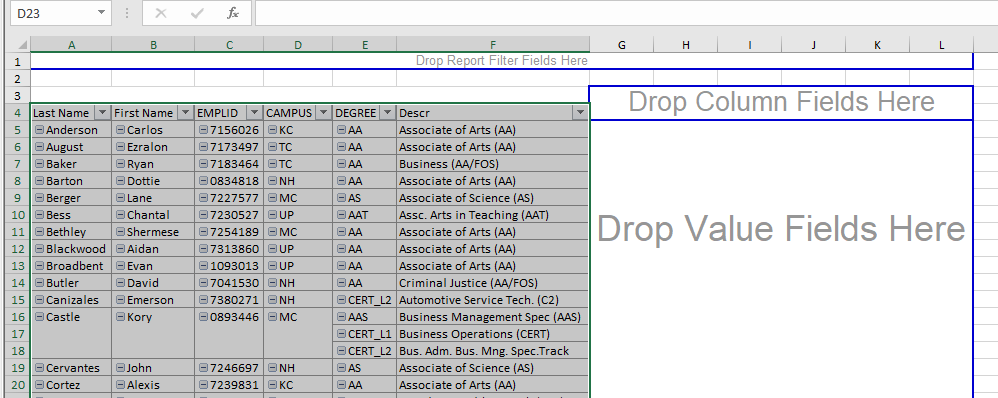 D23 fx
A B C D E F G H I J K L
1 Drop Report Filter Fields Here
2
3 Drop Column Fields Here
4 Last Name First Name EMPLID CAMPUS DEGREE Descr
5 Anderson Carlos 7156026 KC AA Associate of Arts (AA)
6 August Ezralon 7173497 TC AA Associate of Arts (AA)
7 Baker Ryan 7183464 TC AA Business (AA/FOS)
8 Barton Dottie 0834818 NH AA Associate of Arts (AA)
9 Berger Lane 7227577 MC AS Associate of Science (AS)
10 Bess Chantal 7230527 UP AAT Assc. Arts in Teaching (AAT)
11 Bethley Shermese 7254189 MC AA Associate of Arts (AA)
Drop Value Fields Here
12 Blackwood Aidan 7313860 UP AA Associate of Arts (AA)
13 Broadbent Evan 1093013 UP AA Associate of Arts (AA)
14 Butler David 7041530 NH AA Criminal Justice (AA/FOS)
15 Canizales Emerson 7380271 NH CERT_L2 Automotive Service Tech. (C2)
16 Castle Kory 0893446 MC AAS Business Management Spec (AAS)
17 CERT_L1 Business Operations (CERT)
18 CERT_L2 Bus. Adm. Bus. Mng. Spec.Track
19 Cervantes John 7246697 NH AS Associate of Science (AS)
20 Cortez Alexis 7239831 KC AA Associate of Arts (AA)